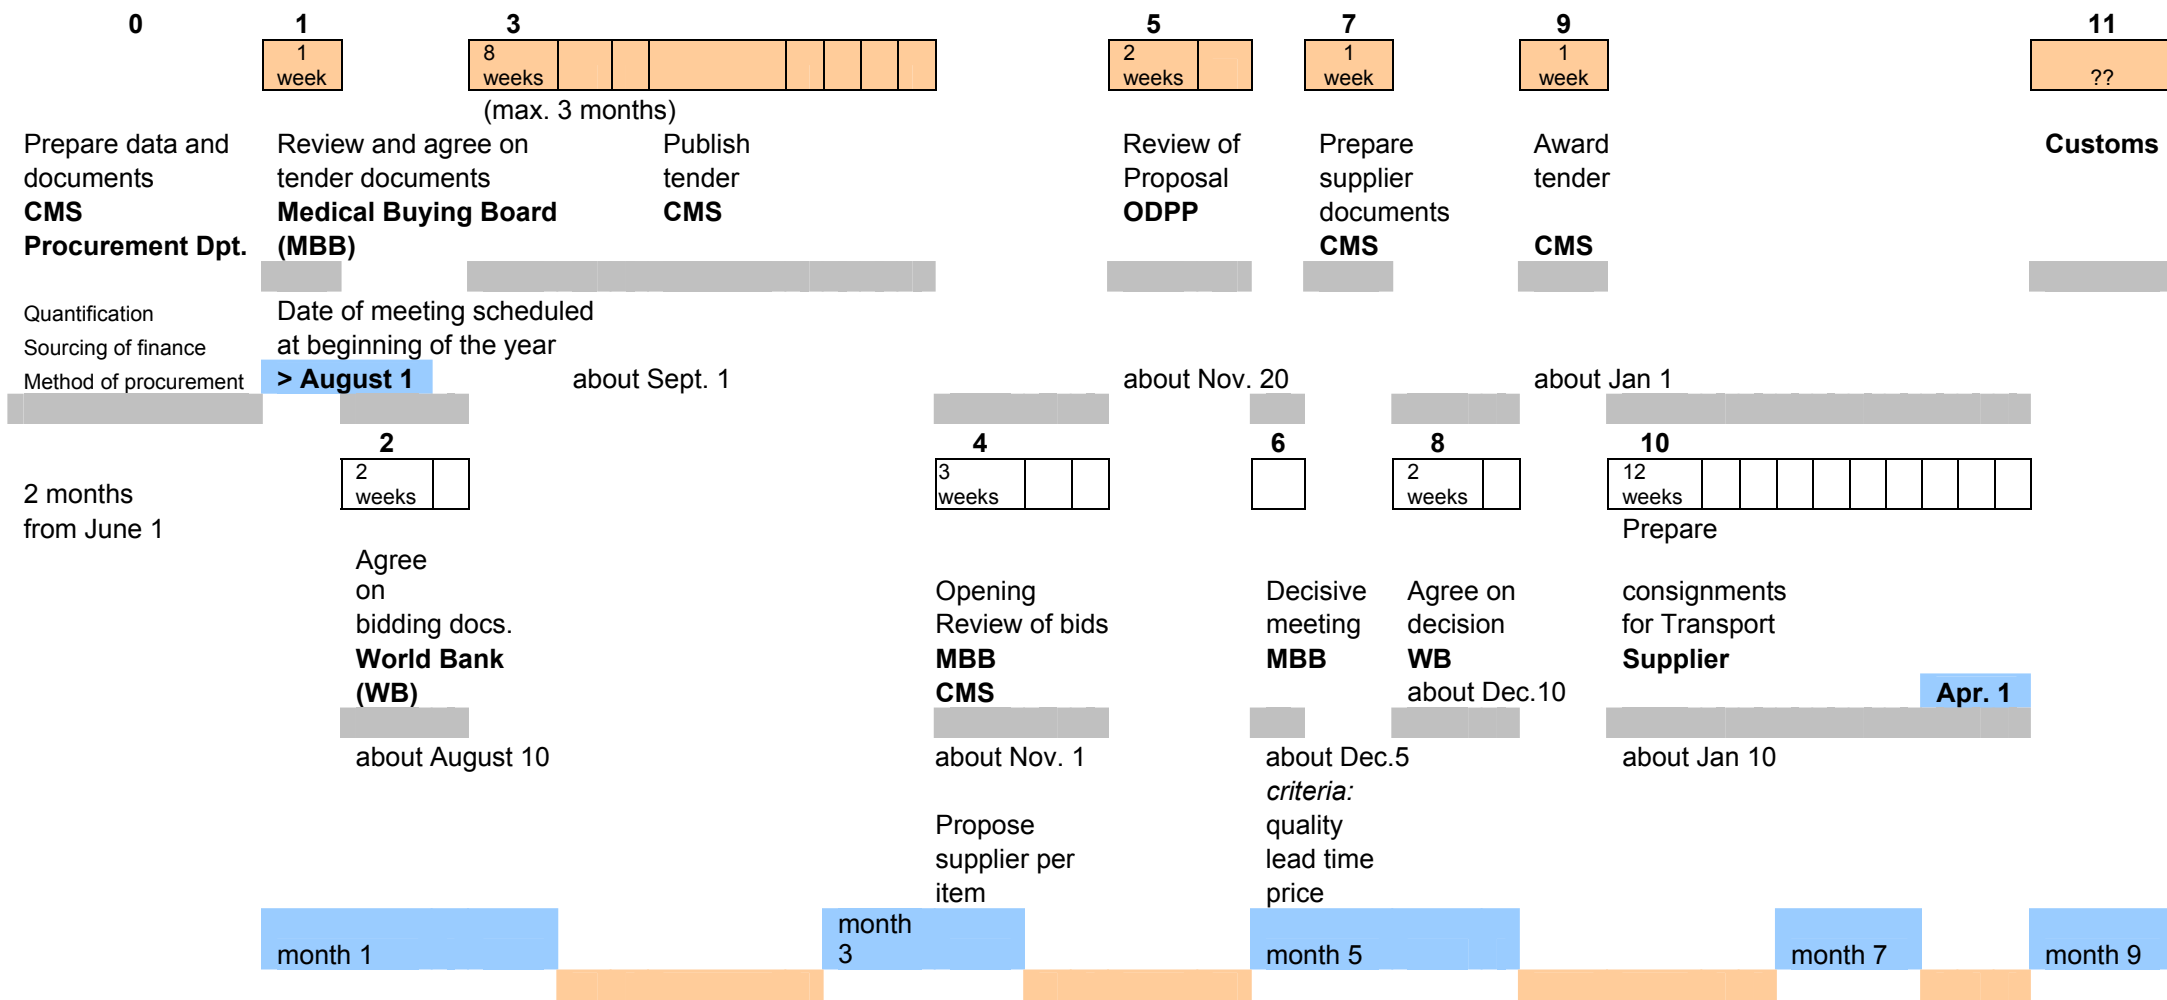 0 1 3 5 7 9 11
1 8 2 1 1
week weeks weeks week week ??
(max. 3 months)
Prepare data and Review and agree on Publish Review of Prepare Award Customs
documents tender documents tender Proposal supplier tender
CMS Medical Buying Board CMS ODPP documents
Procurement Dpt. (MBB) CMS CMS
Quantification Date of meeting scheduled
Sourcing of finance at beginning of the year
Method of procurement > August 1 about Sept. 1 about Nov. 20 about Jan 1
2 4 6 8 10
2 3 2 12
weeks weeks weeks weeks
2 months
from June 1 Prepare
Agree
on Opening Decisive Agree on consignments
bidding docs. Review of bids meeting decision for Transport
World Bank MBB MBB WB Supplier
(WB) CMS about Dec.10 Apr. 1
about August 10 about Nov. 1 about Dec.5 about Jan 10
criteria:
Propose quality
supplier per lead time
item price
month
month 1 3 month 5 month 7 month 9